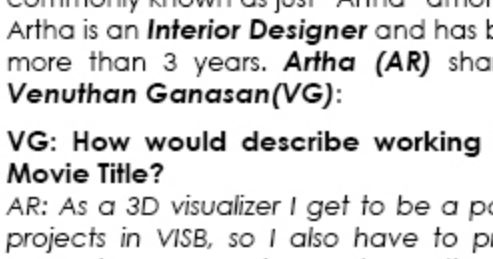 commonly known as just "Artha" among
Artha is an Interior Designer and has b
more than 3 years. Artha (AR) sha
Venuthan Ganasan(VG):
VG: How would describe working
Movie Title?
AR: As a 3D visualizer I get to be a pa
projects in VISB, so I also have to pr